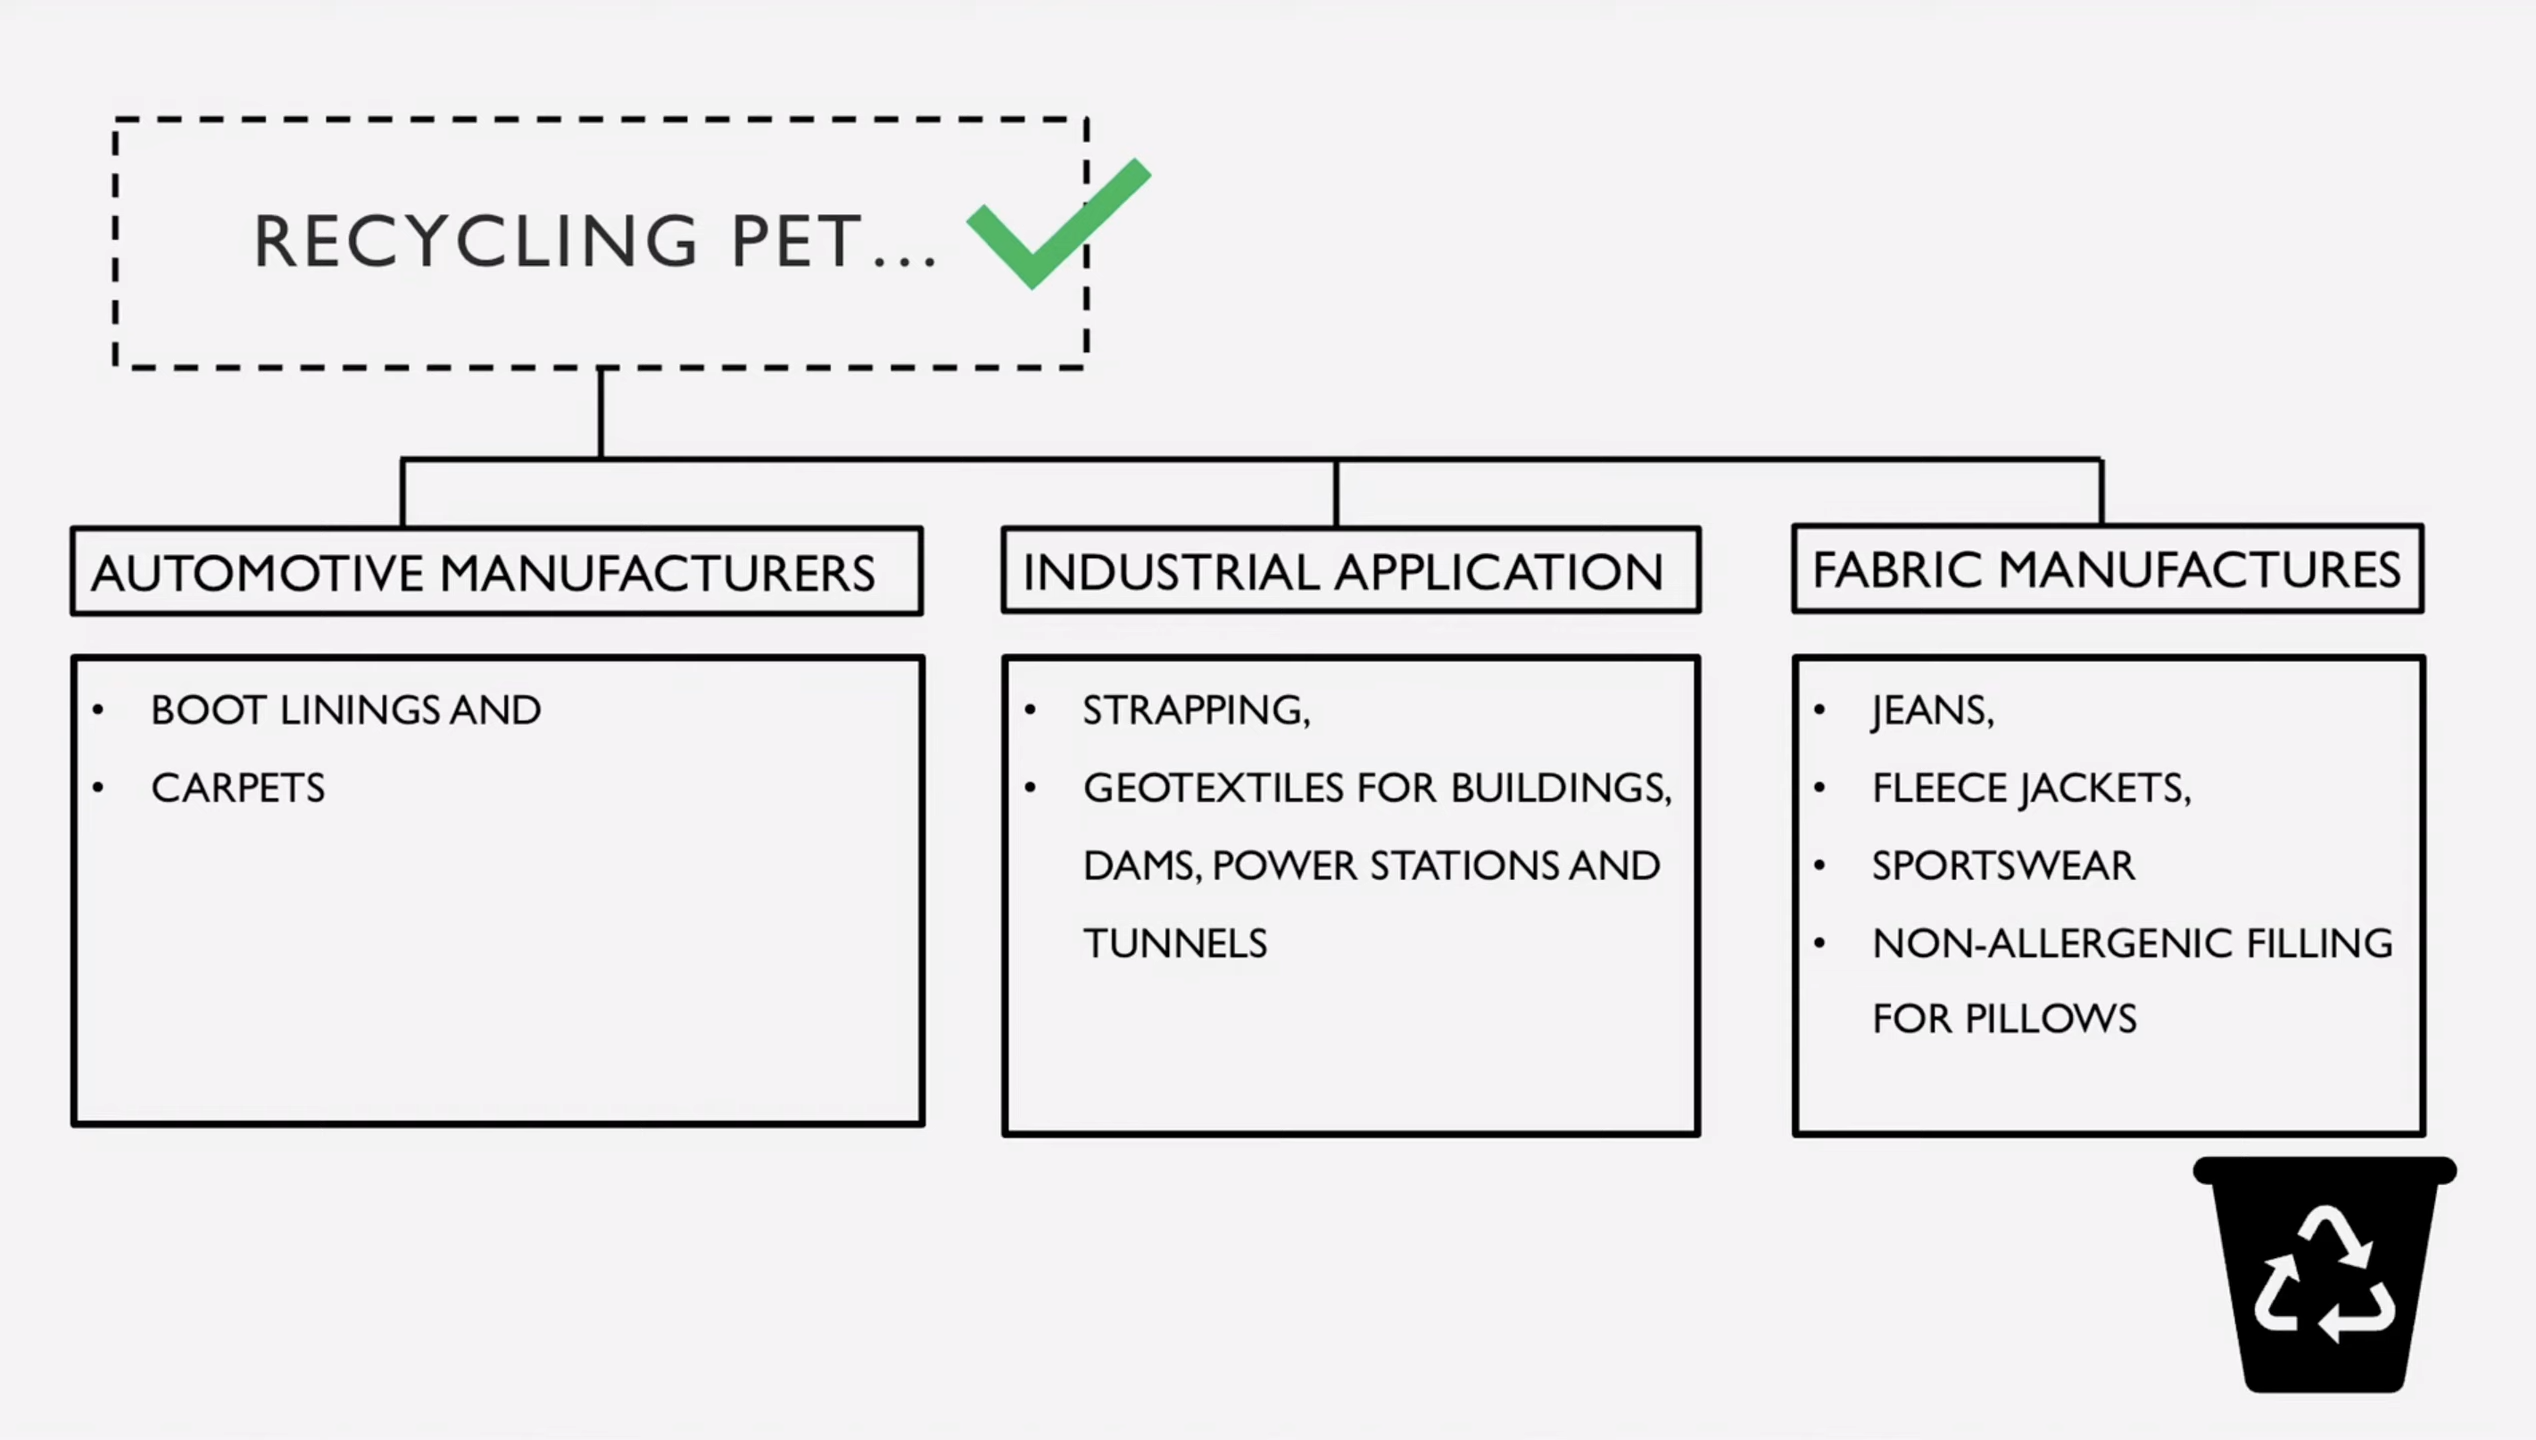 RECYCLING PET...
AUTOMOTIVE MANUFACTURERS
• BOOT LININGS AND
• CARPETS
INDUSTRIAL APPLICATION
• STRAPPING,
• GEOTEXTILES FOR BUILDINGS,
DAMS, POWER STATIONS AND
TUNNELS
FABRIC MANUFACTURES
• JEANS,
• FLEECE JACKETS,
• SPORTSWEAR
• NON-ALLERGENIC FILLING
FOR PILLOWS